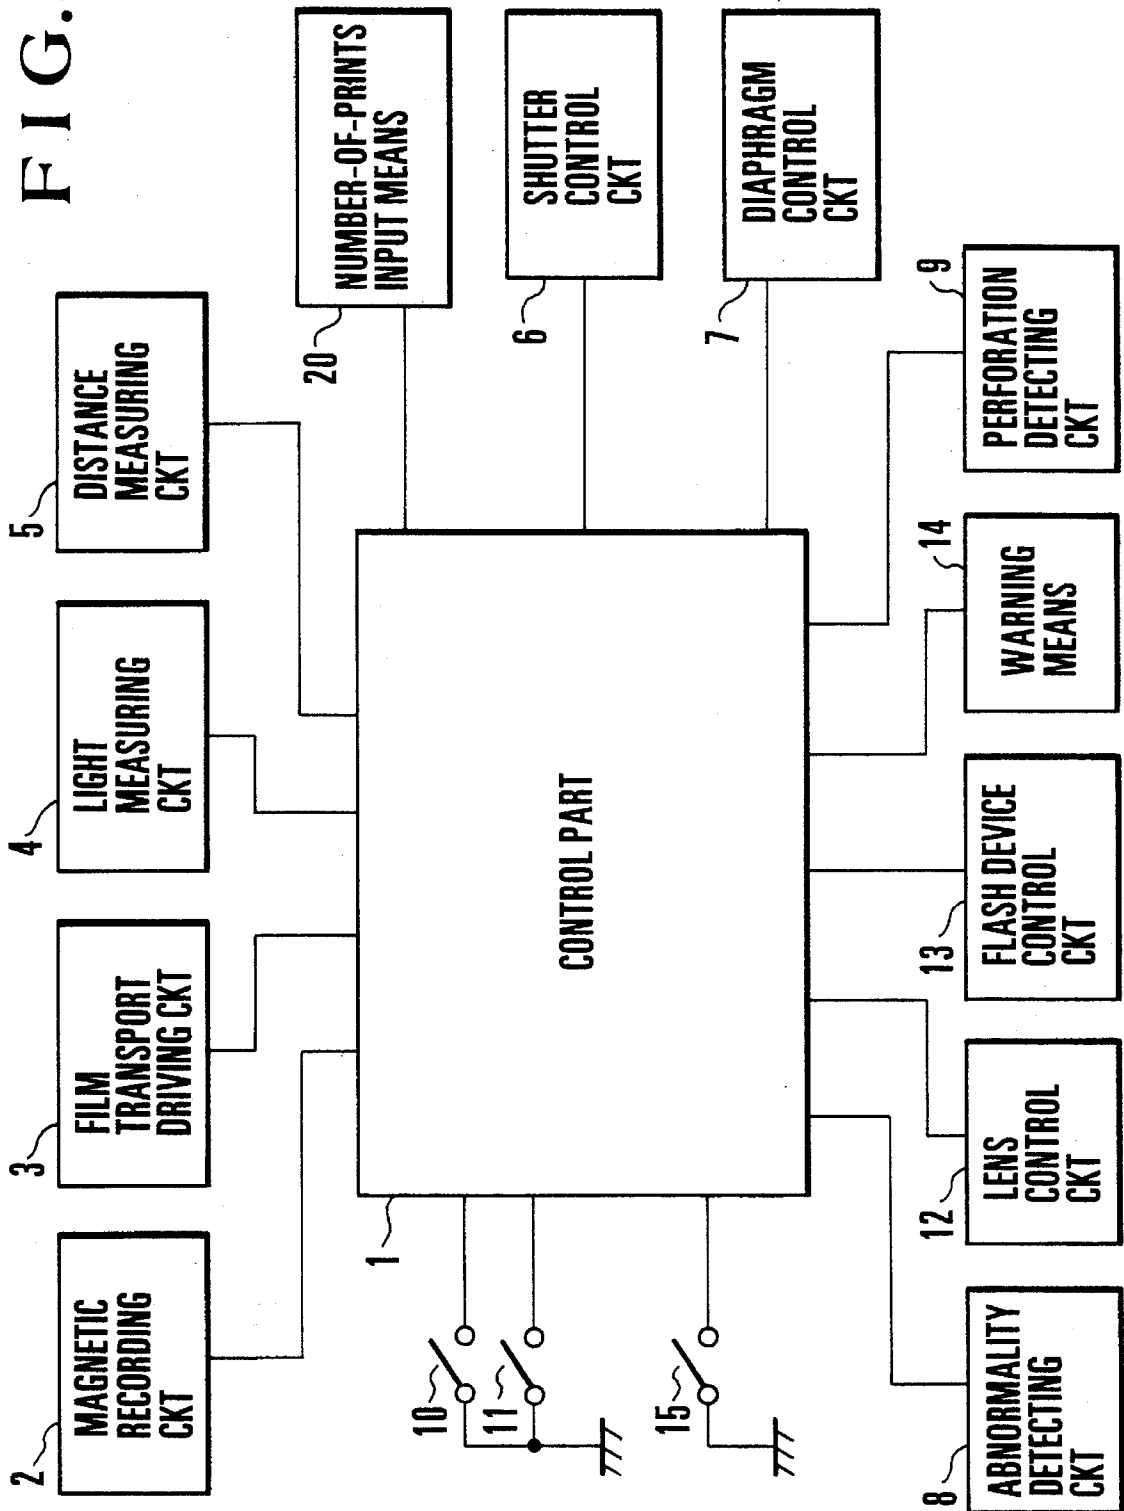 FIG.
2
MAGNETIC
RECORDING
CKT
3
FILM
TRANSPORT
DRIVING CKT
4
LIGHT
MEASURING
CKT
5
DISTANCE
MEASURING
CKT
20
NUMBER-OF-PRINTS
INPUT MEANS
6
SHUTTER
CONTROL
CKT
7
DIAPHRAGM
CONTROL
CKT
1
CONTROL PART
10
11
15
8
ABNORMALITY
DETECTING
CKT
12
LENS
CONTROL
CKT
13
FLASH DEVICE
CONTROL
CKT
14
WARNING
MEANS
9
PERFORATION
DETECTING
CKT